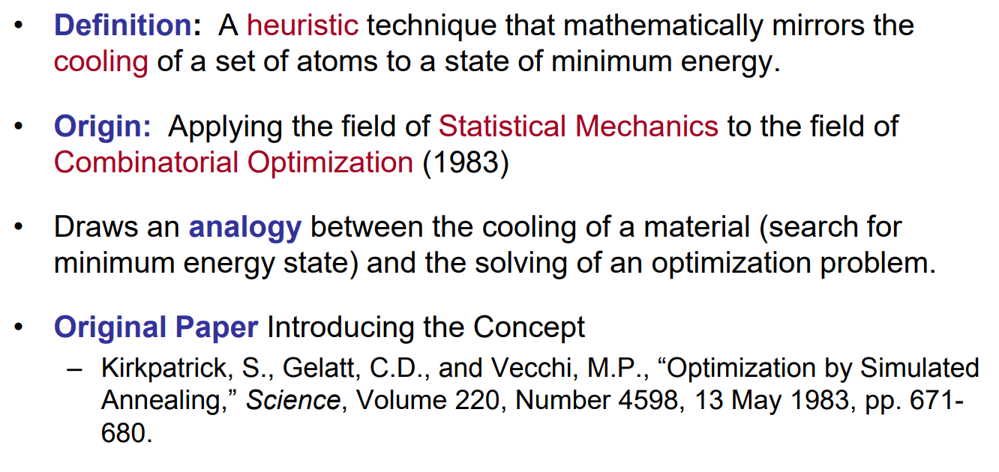 • Definition: A heuristic technique that mathematically mirrors the
cooling of a set of atoms to a state of minimum energy.
• Origin: Applying the field of Statistical Mechanics to the field of
Combinatorial Optimization (1983)
• Draws an analogy between the cooling of a material (search for
minimum energy state) and the solving of an optimization problem.
• Original Paper Introducing the Concept
– Kirkpatrick, S., Gelatt, C.D., and Vecchi, M.P., “Optimization by Simulated
Annealing,” Science, Volume 220, Number 4598, 13 May 1983, pp. 671-
680.